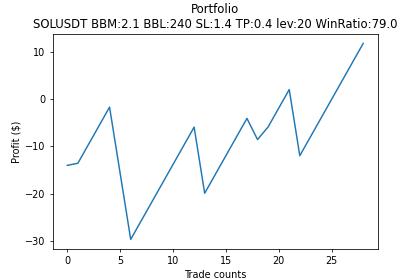 Portfolio
SOLUSDT BBM:2.1 BBL:240 SL:1.4 TP:0.4 lev:20 WinRatio:79.0
10
0
−10
−20
−30
Profit ($)
0 5 10 15 20 25
Trade counts